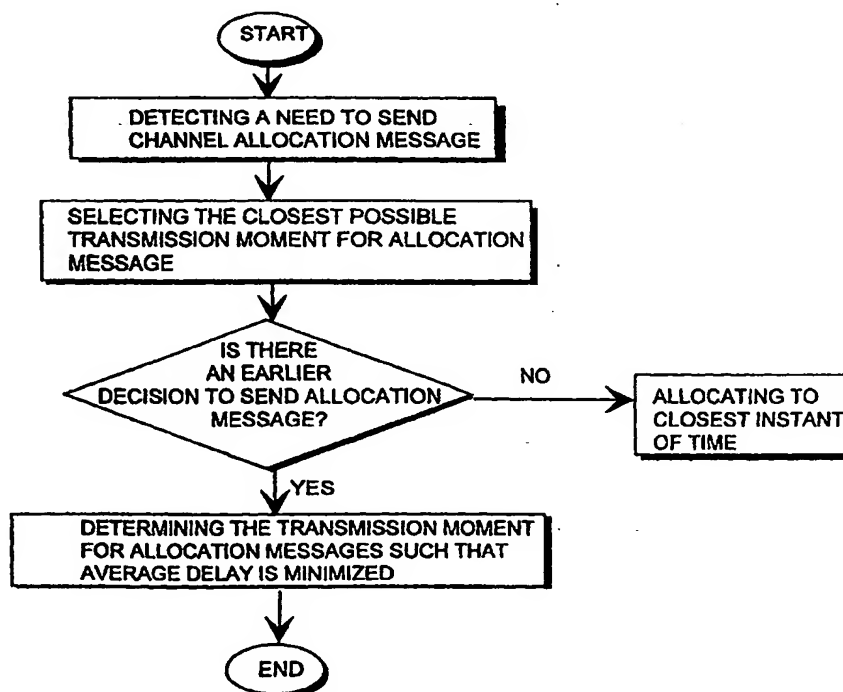 START
DETECTING A NEED TO SEND
CHANNEL ALLOCATION MESSAGE
SELECTING THE CLOSEST POSSIBLE
TRANSMISSION MOMENT FOR ALLOCATION
MESSAGE
IS THERE
AN EARLIER
DECISION TO SEND ALLOCATION
MESSAGE?
NO
ALLOCATING TO
CLOSEST INSTANT
OF TIME
YES
DETERMINING THE TRANSMISSION MOMENT
FOR ALLOCATION MESSAGES SUCH THAT
AVERAGE DELAY IS MINIMIZED
END